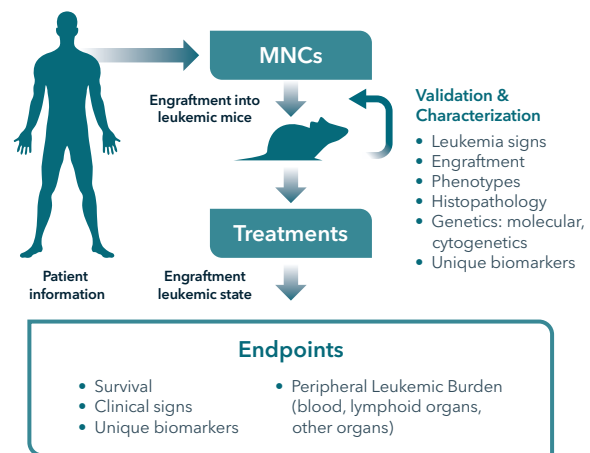 MNCs
Engraftment into
leukemic mice
Validation &
Characterization
• Leukemia signs
• Engraftment
• Phenotypes
• Histopathology
• Genetics: molecular,
cytogenetics
• Unique biomarkers
Treatments
Patient
information
Engraftment
leukemic state
Endpoints
• Survival
• Clinical signs
• Unique biomarkers
• Peripheral Leukemic Burden
(blood, lymphoid organs,
other organs)